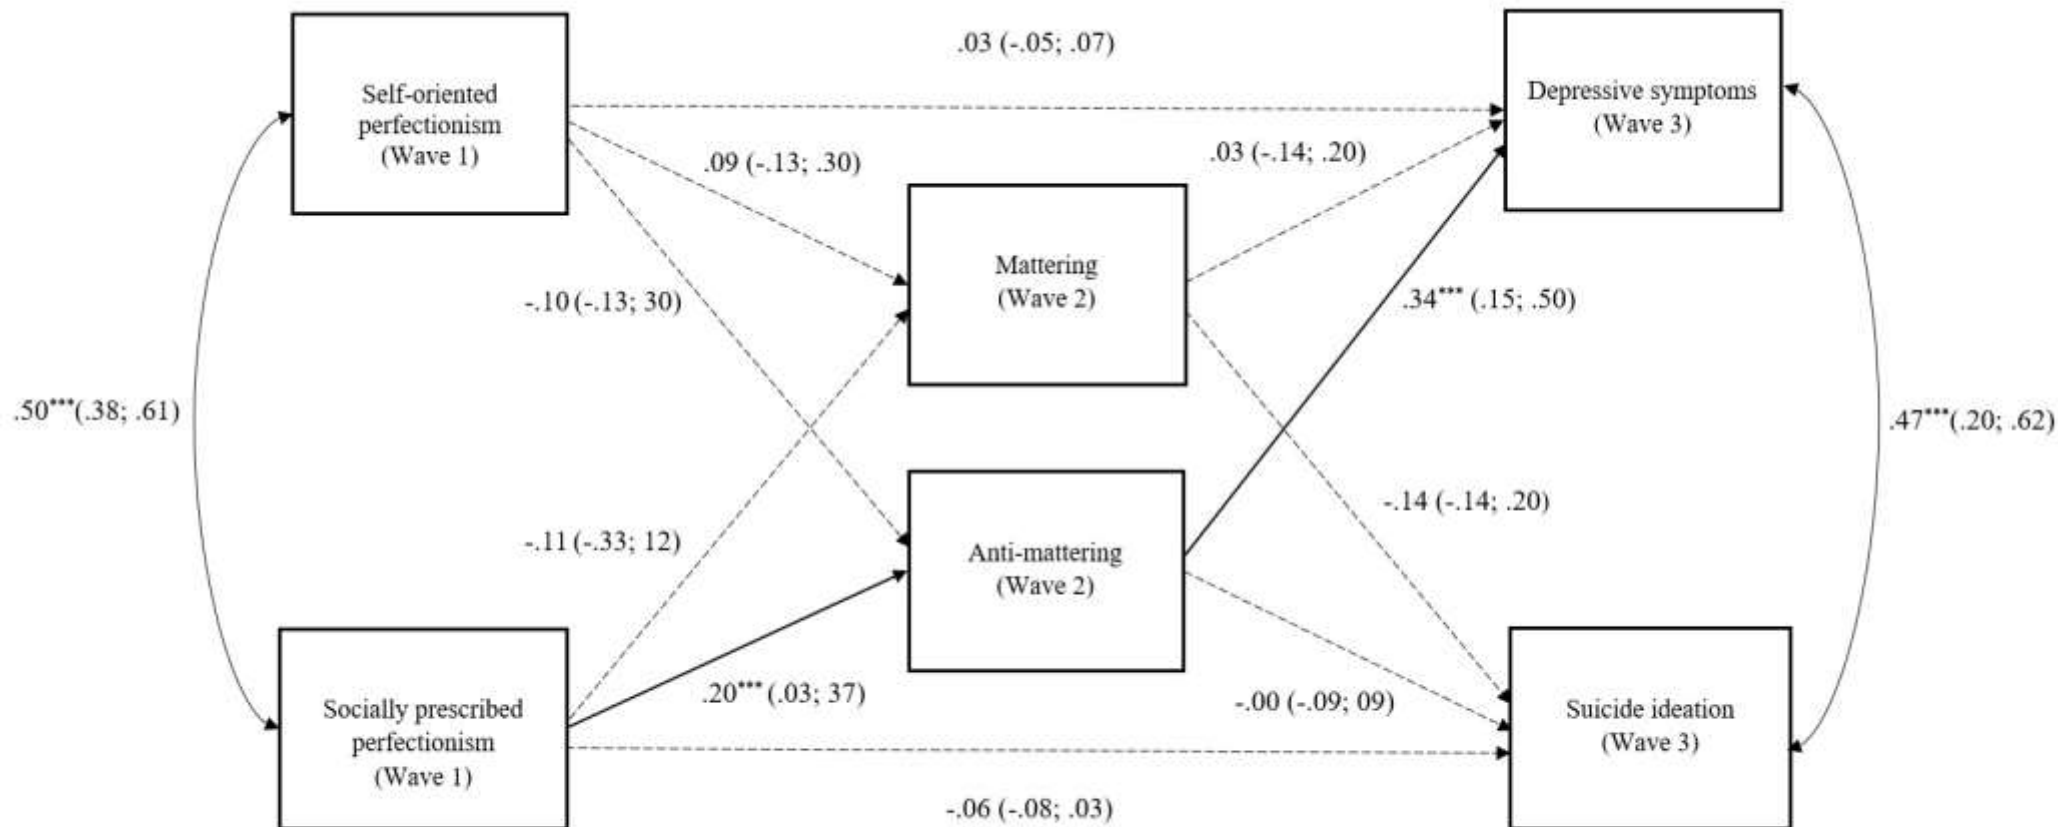 .03 (-.05; .07)
Self-oriented
perfectionism
(Wave 1)
Depressive symptoms
(Wave 3)
.09 (-.13; .30)
.03 (-.14; .20)
Mattering
(Wave 2)
-.10 (-.13; 30)
.34*** (.15; .50)
.50***(.38; .61)
.47***(.20; .62)
-.14 (-.14; .20)
-.11 (-.33; 12)
Anti-mattering
(Wave 2)
.20*** (.03; 37)
-.00 (-.09; 09)
Socially prescribed
perfectionism
(Wave 1)
Suicide ideation
(Wave 3)
-.06 (-.08; .03)